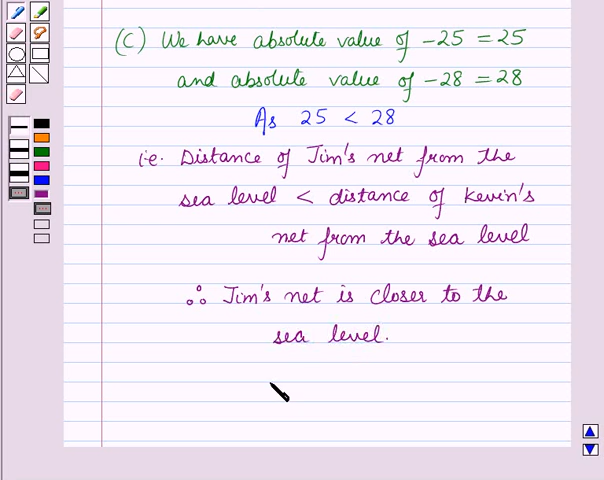 (C) We have absolute value of -25 = 25
and absolute value of -28 = 28
As 25 < 28
i.e. Distance of Jim's net from the
sea level < distance of Kevin's
net from the sea level
∴ Jim's net is closer to the
sea level.